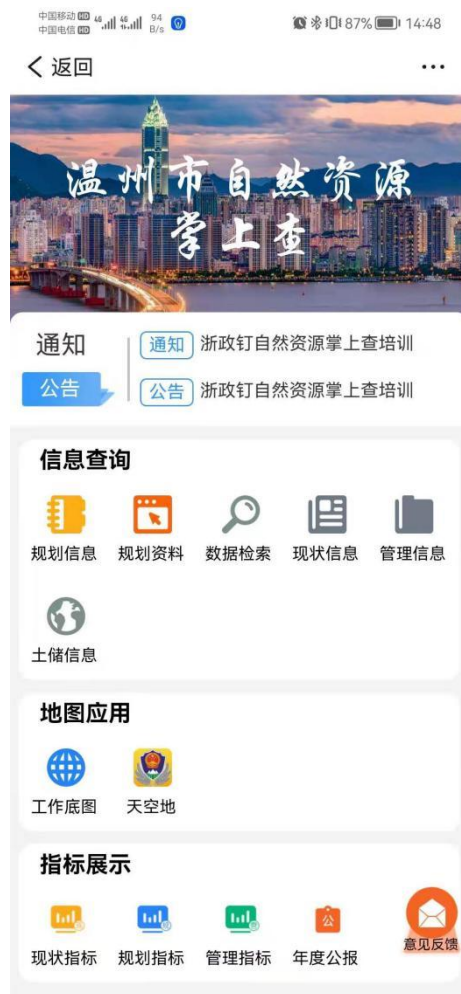 中国移动 HD 46 46 94
中国电信 HD B/s 87% 14:48
返回
温州市自然资源
掌上查
通知 通知 浙政钉自然资源掌上查培训
公告 公告 浙政钉自然资源掌上查培训
信息查询
规划信息 规划资料 数据检索 现状信息 管理信息
土储信息
地图应用
工作底图 天空地
指标展示
公
现状指标 规划指标 管理指标 年度公报 意见反馈